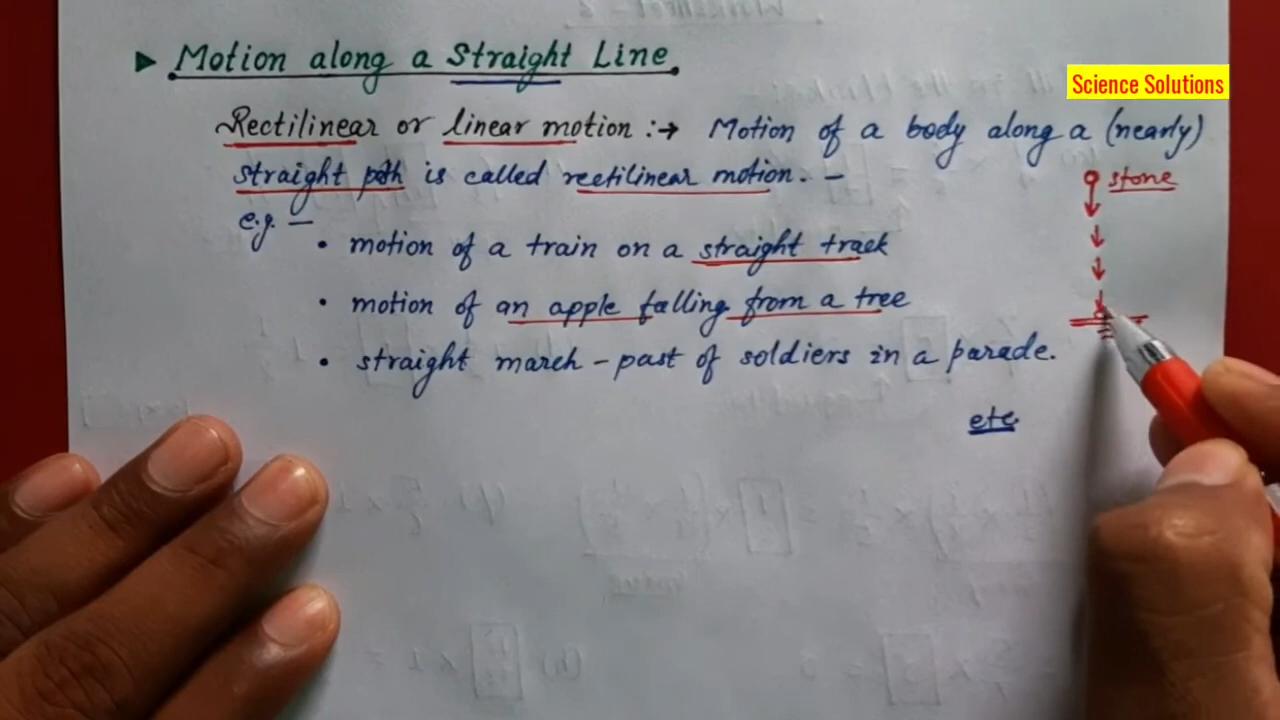 Motion along a Straight Line
Science Solutions
Rectilinear or linear motion :→ Motion of a body along a (nearly)
straight path is called rectilinear motion. –
stone
e.g. –
• motion of a train on a straight track
• motion of an apple falling from a tree
• straight march – past of soldiers in a parade.
etc